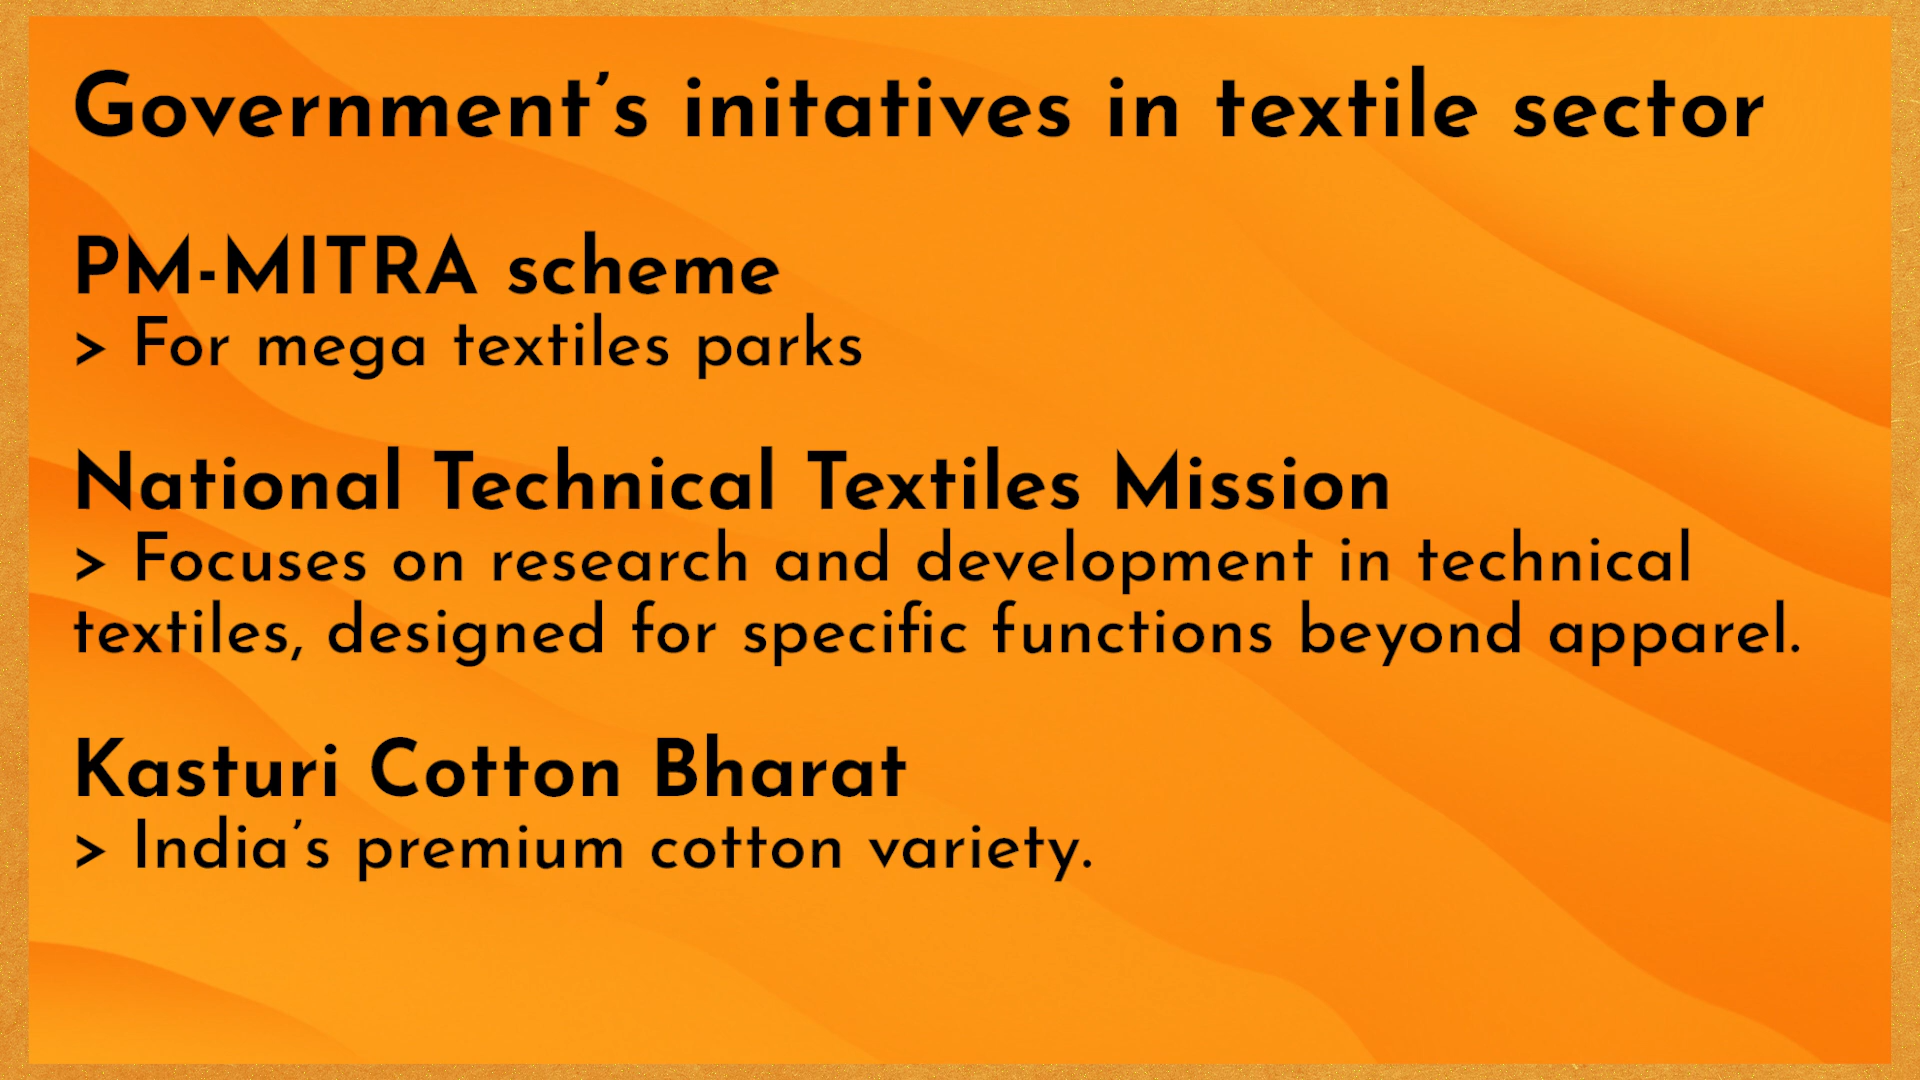 Government’s initatives in textile sector
PM-MITRA scheme
> For mega textiles parks
National Technical Textiles Mission
> Focuses on research and development in technical
textiles, designed for specific functions beyond apparel.
Kasturi Cotton Bharat
> India’s premium cotton variety.